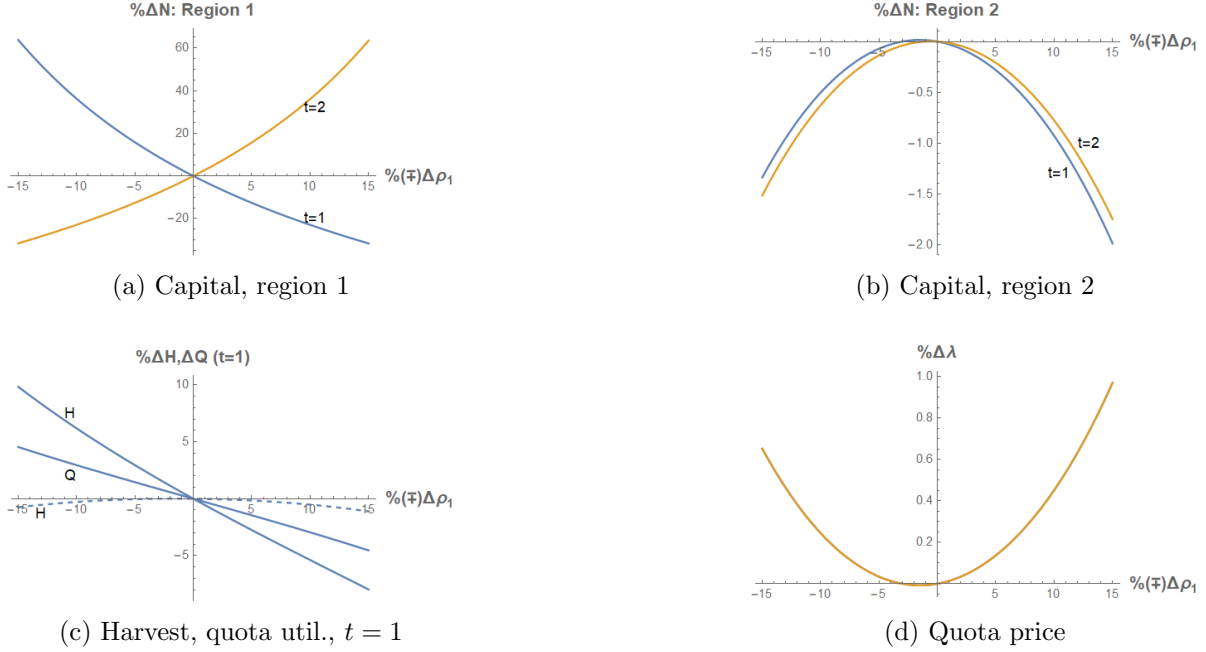 %ΔN: Region 1
60
40
20
t=2
-15 -10 -5 5 10 15 %(∓)Δρ₁
t=1
-20
(a) Capital, region 1
%ΔN: Region 2
-15 -10 -5 5 10 15 %(∓)Δρ₁
-0.5
t=2
-1.0
t=1
-1.5
-2.0
(b) Capital, region 2
%ΔH,ΔQ (t=1)
10
H
5
Q
-15 -10 -5 5 10 15 %(∓)Δρ₁
H
-5
(c) Harvest, quota util., t = 1
%Δλ
1.0
0.8
0.6
0.4
0.2
-15 -10 -5 5 10 15 %(∓)Δρ₁
(d) Quota price